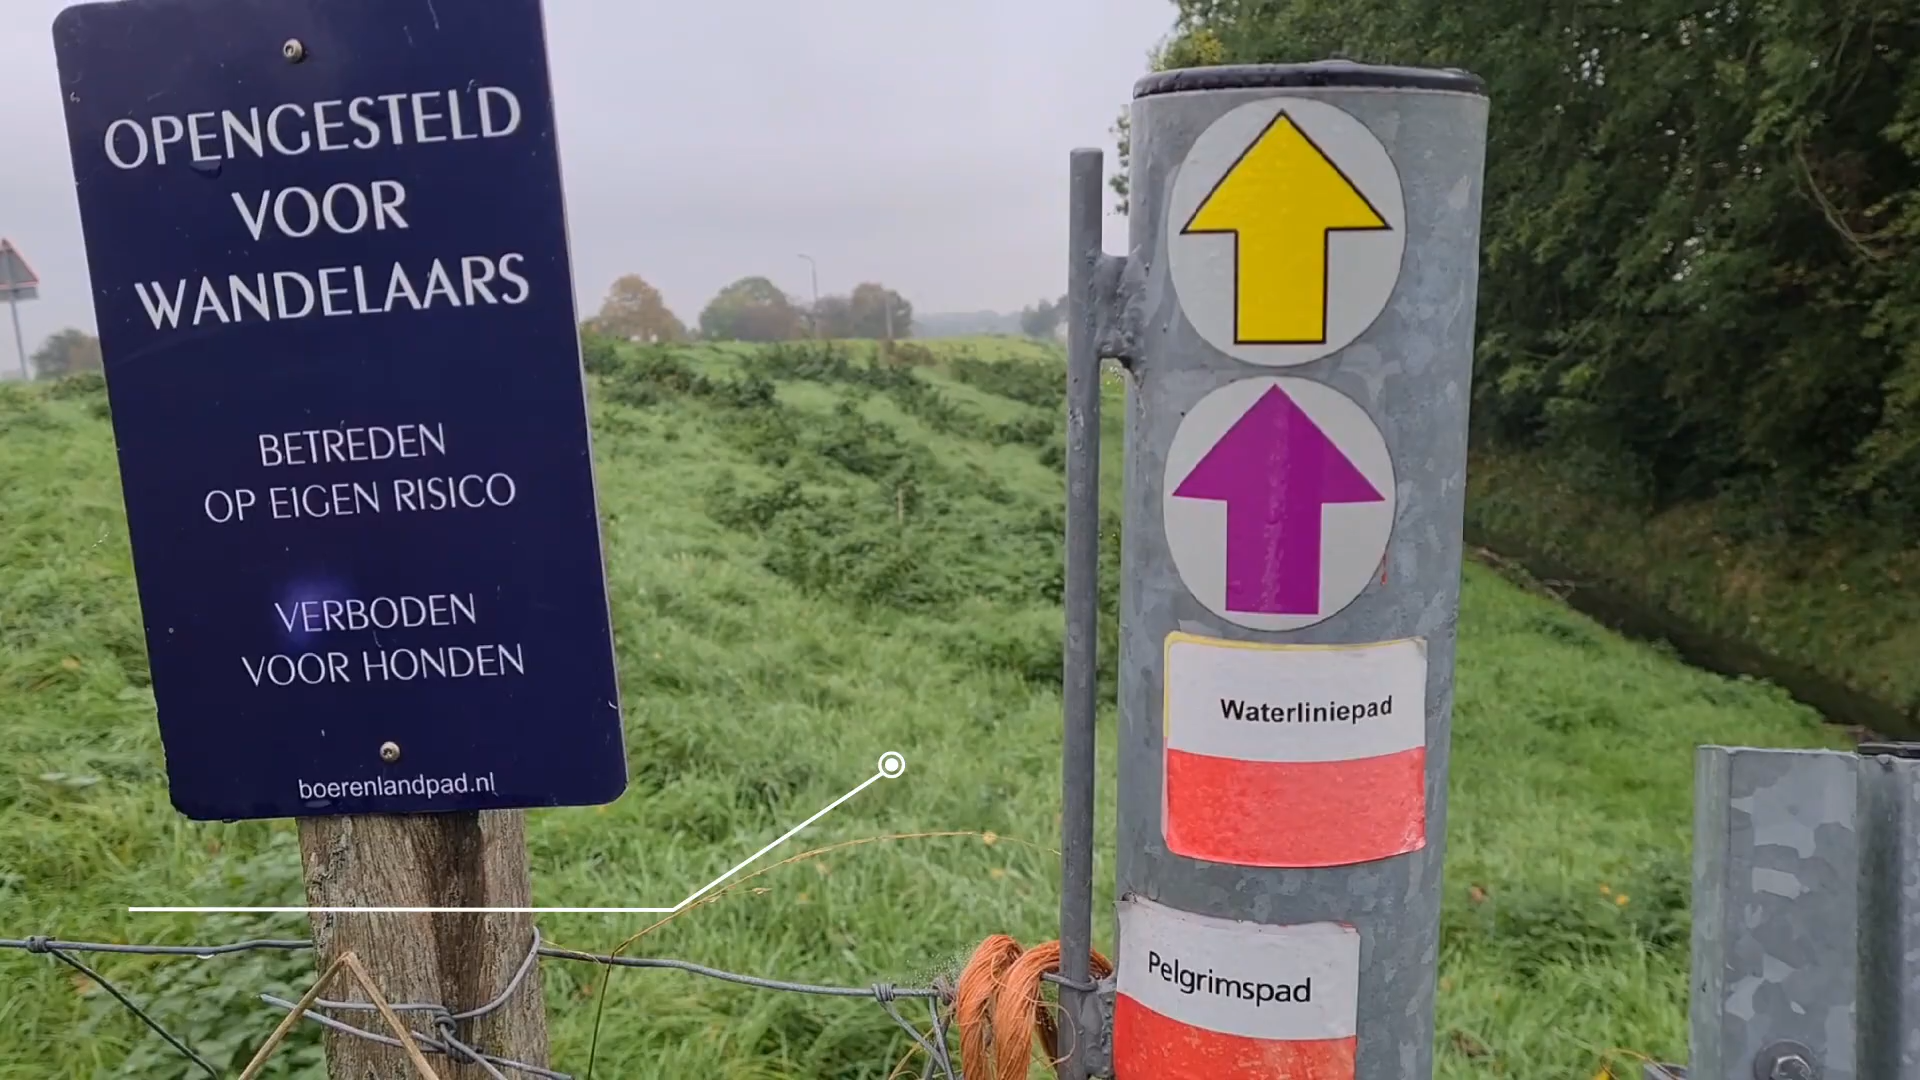 OPENGESTELD
VOOR
WANDELAARS
BETREDEN
OP EIGEN RISICO
VERBODEN
VOOR HONDEN
boerenlandpad.nl
Waterliniepad
Pelgrimspad